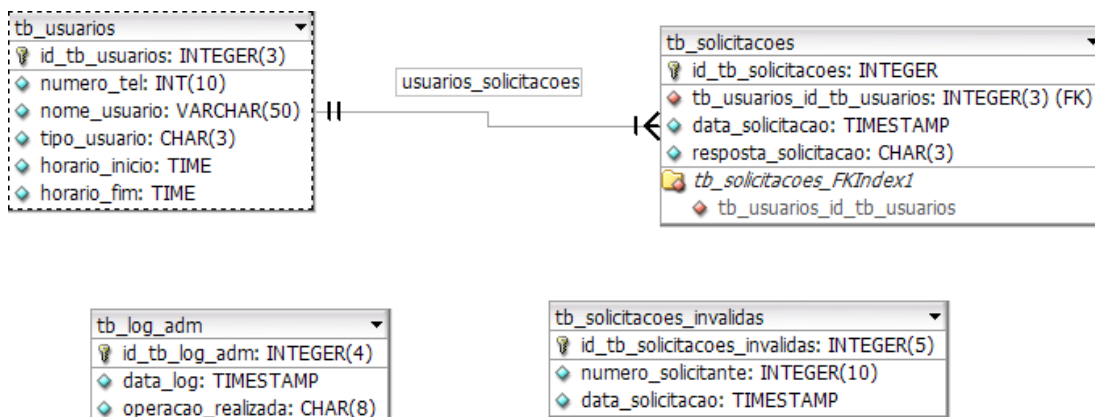 tb_usuarios
id_tb_usuarios: INTEGER(3)
numero_tel: INT(10)
nome_usuario: VARCHAR(50)
tipo_usuario: CHAR(3)
horario_inicio: TIME
horario_fim: TIME
usuarios_solicitacoes
tb_solicitacoes
id_tb_solicitacoes: INTEGER
tb_usuarios_id_tb_usuarios: INTEGER(3) (FK)
data_solicitacao: TIMESTAMP
resposta_solicitacao: CHAR(3)
tb_solicitacoes_FKIndex1
tb_usuarios_id_tb_usuarios
tb_log_adm
id_tb_log_adm: INTEGER(4)
data_log: TIMESTAMP
operacao_realizada: CHAR(8)
tb_solicitacoes_invalidas
id_tb_solicitacoes_invalidas: INTEGER(5)
numero_solicitante: INTEGER(10)
data_solicitacao: TIMESTAMP